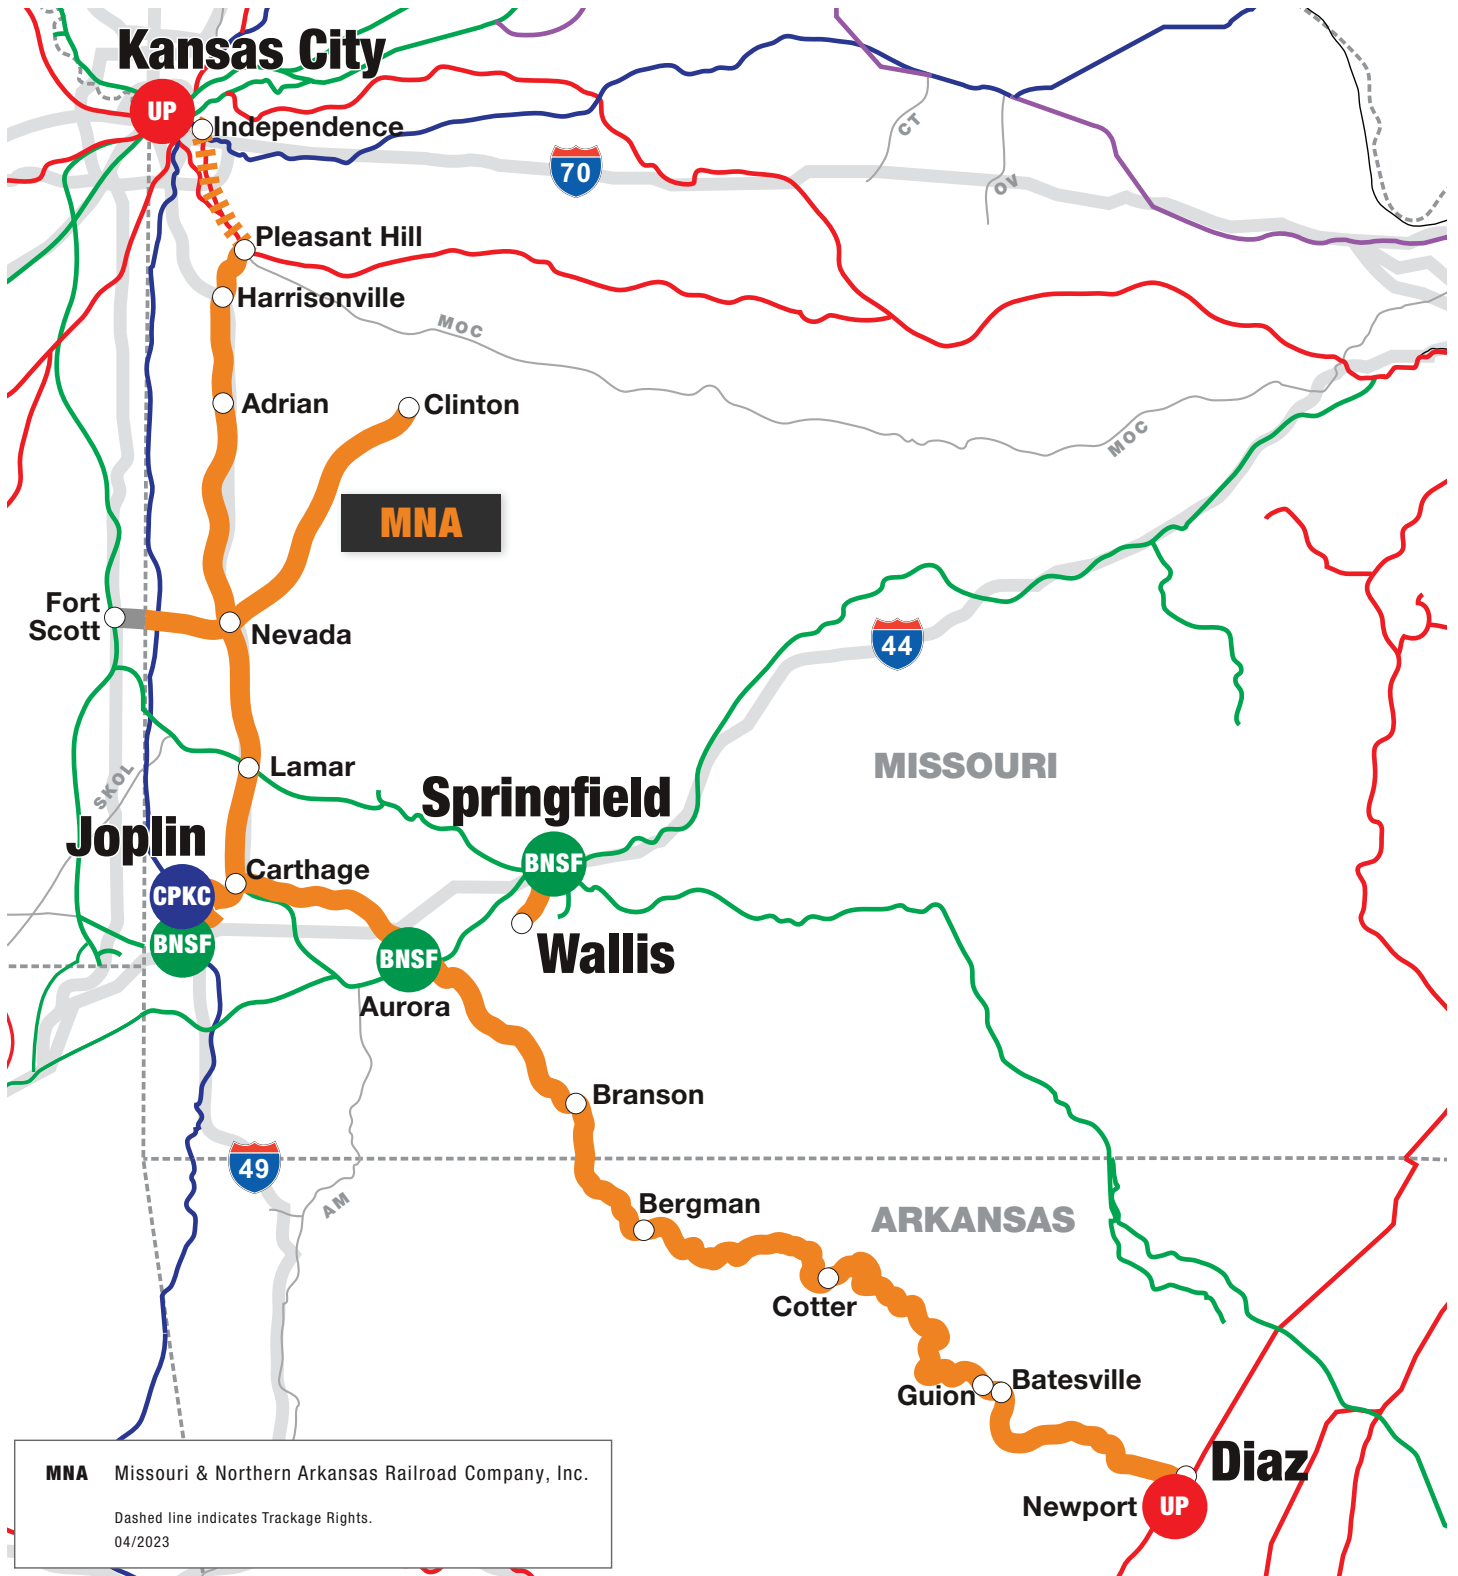 Kansas City
UP
Independence
CT
70
OV
Pleasant Hill
Harrisonville
MOC
Adrian
Clinton
MOC
MNA
Fort
Scott
Nevada
44
MISSOURI
Lamar
SKOL
Springfield
Joplin
BNSF
Carthage
CPKC
BNSF
Wallis
BNSF
Aurora
Branson
49
AM
Bergman
ARKANSAS
Cotter
Guion
Batesville
Diaz
Newport
UP
MNA Missouri & Northern Arkansas Railroad Company, Inc.
Dashed line indicates Trackage Rights.
04/2023